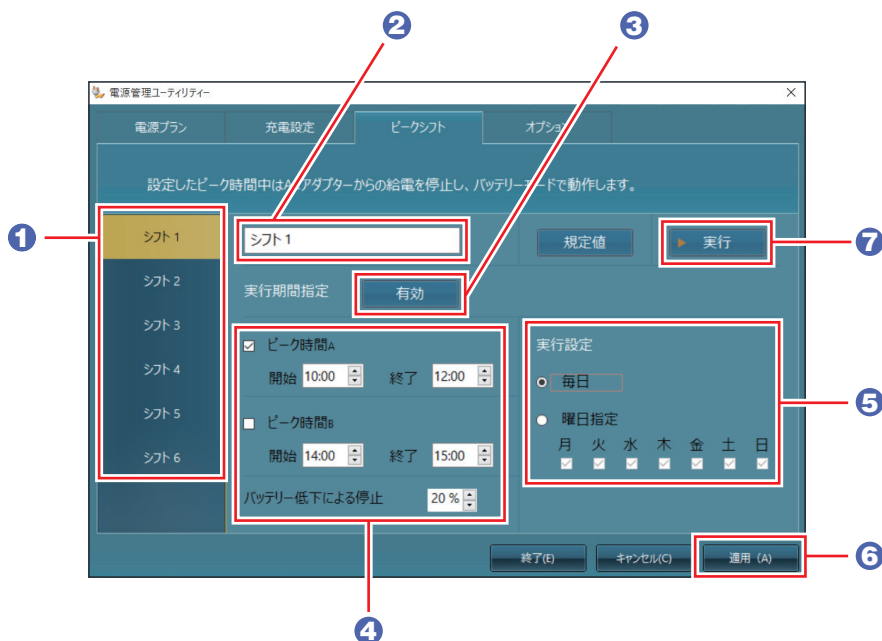 2
3
電源管理ユーティリティー
電源プラン 充電設定 ピークシフト オプション
設定したピーク時間中はACアダプターからの給電を停止し、バッテリーモードで動作します。
1
シフト 1
シフト 2
シフト 3
シフト 4
シフト 5
シフト 6
シフト 1
規定値
実行
7
実行期間指定 有効
ピーク時間A
開始 10:00 終了 12:00
ピーク時間B
開始 14:00 終了 15:00
バッテリー低下による停止 20 %
実行設定
毎日
曜日指定
月 火 水 木 金 土 日
5
終了(E) キャンセル(C) 適用 (A)
6
4